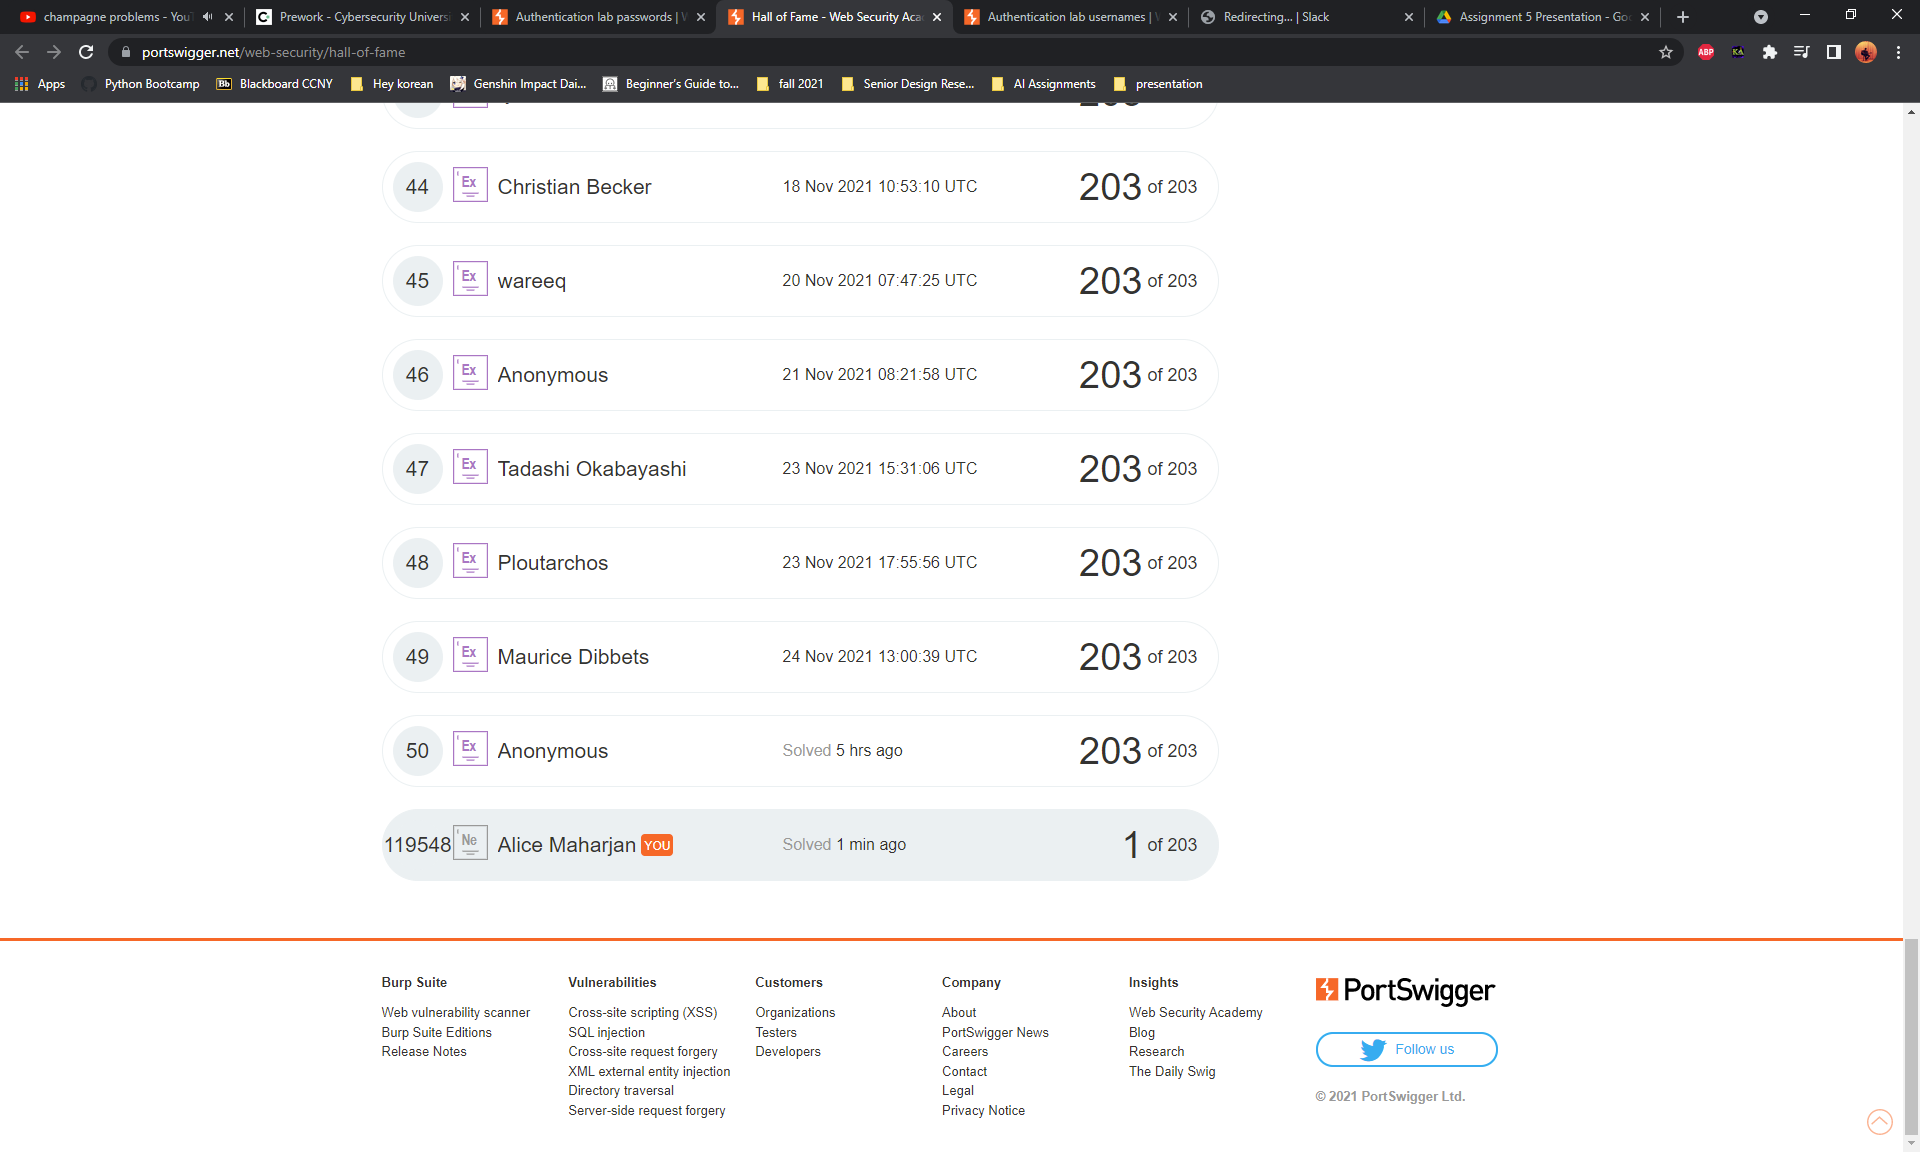 champagne problems - YouT
Prework - Cybersecurity Universi
Authentication lab passwords | W
Hall of Fame - Web Security Aca
Authentication lab usernames | W
Redirecting... | Slack
Assignment 5 Presentation - Goo
portswigger.net/web-security/hall-of-fame
ABP
KA
Apps
Python Bootcamp
Bb Blackboard CCNY
Hey korean
Genshin Impact Dai...
Beginner's Guide to...
fall 2021
Senior Design Rese...
AI Assignments
presentation
44 Ex Christian Becker 18 Nov 2021 10:53:10 UTC 203 of 203
45 Ex wareeq 20 Nov 2021 07:47:25 UTC 203 of 203
46 Ex Anonymous 21 Nov 2021 08:21:58 UTC 203 of 203
47 Ex Tadashi Okabayashi 23 Nov 2021 15:31:06 UTC 203 of 203
48 Ex Ploutarchos 23 Nov 2021 17:55:56 UTC 203 of 203
49 Ex Maurice Dibbets 24 Nov 2021 13:00:39 UTC 203 of 203
50 Ex Anonymous Solved 5 hrs ago 203 of 203
119548 Ne Alice Maharjan YOU Solved 1 min ago 1 of 203
Burp Suite
Web vulnerability scanner
Burp Suite Editions
Release Notes
Vulnerabilities
Cross-site scripting (XSS)
SQL injection
Cross-site request forgery
XML external entity injection
Directory traversal
Server-side request forgery
Customers
Organizations
Testers
Developers
Company
About
PortSwigger News
Careers
Contact
Legal
Privacy Notice
Insights
Web Security Academy
Blog
Research
The Daily Swig
PortSwigger
Follow us
© 2021 PortSwigger Ltd.